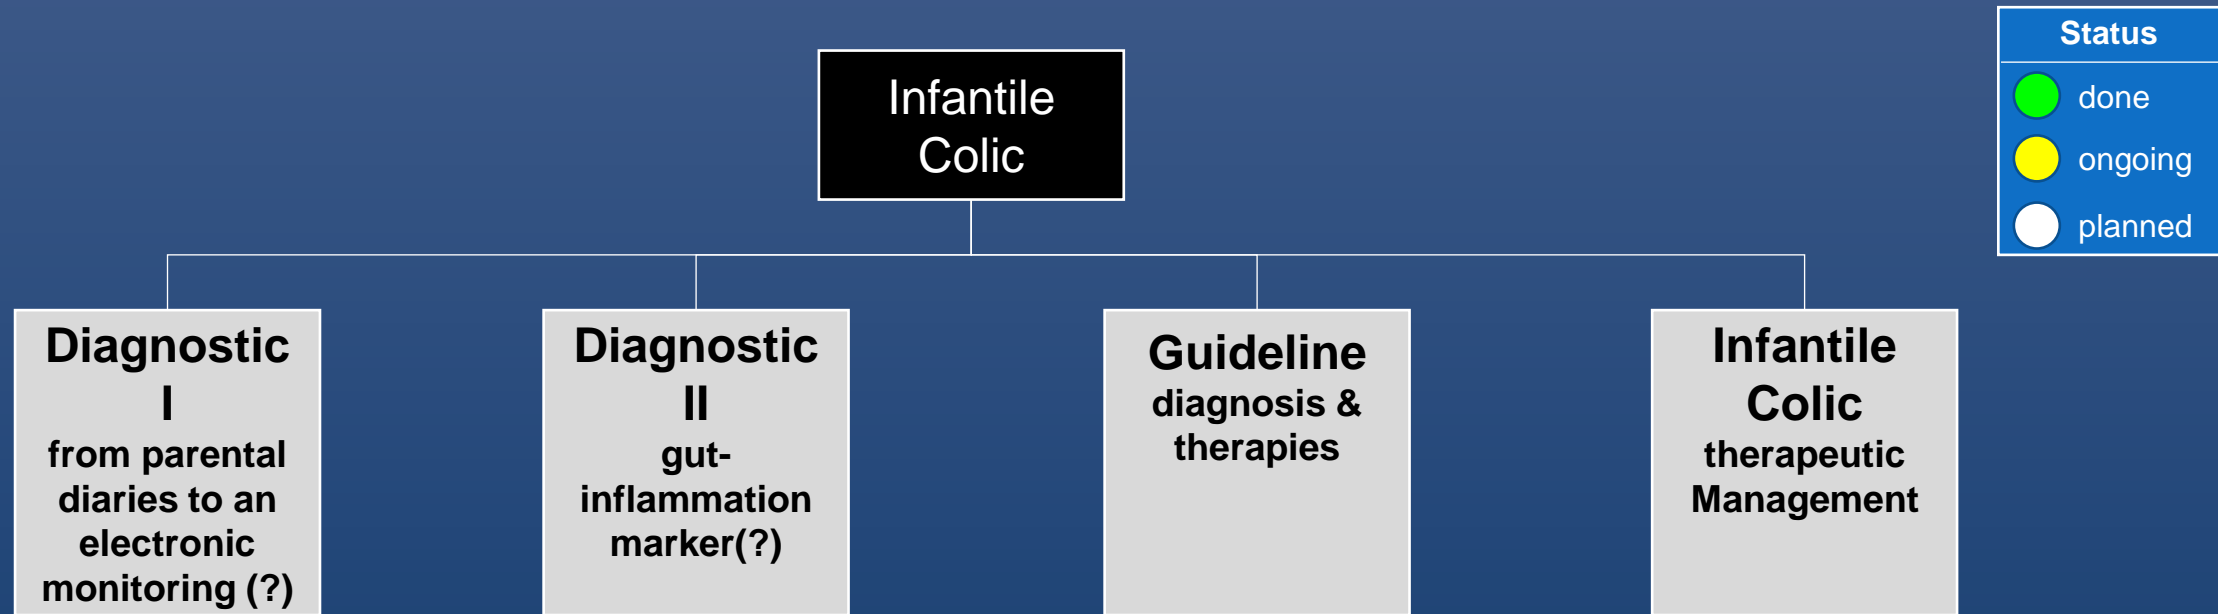 Infantile
Colic
Status
done
ongoing
planned
Diagnostic
I
from parental
diaries to an
electronic
monitoring (?)
Diagnostic
II
gut-
inflammation
marker(?)
Guideline
diagnosis &
therapies
Infantile
Colic
therapeutic
Management